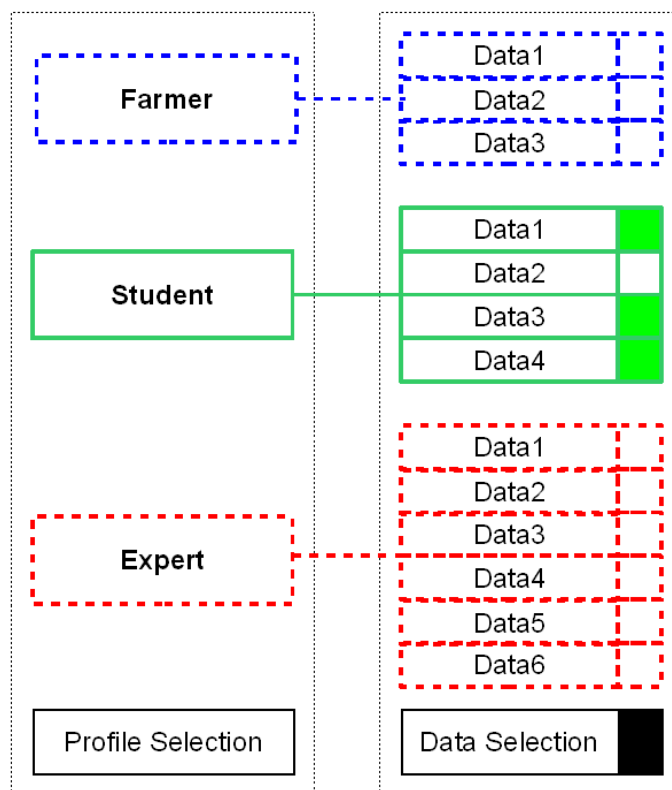 Farmer
Data1
Data2
Data3
Student
Data1
Data2
Data3
Data4
Expert
Data1
Data2
Data3
Data4
Data5
Data6
Profile Selection
Data Selection